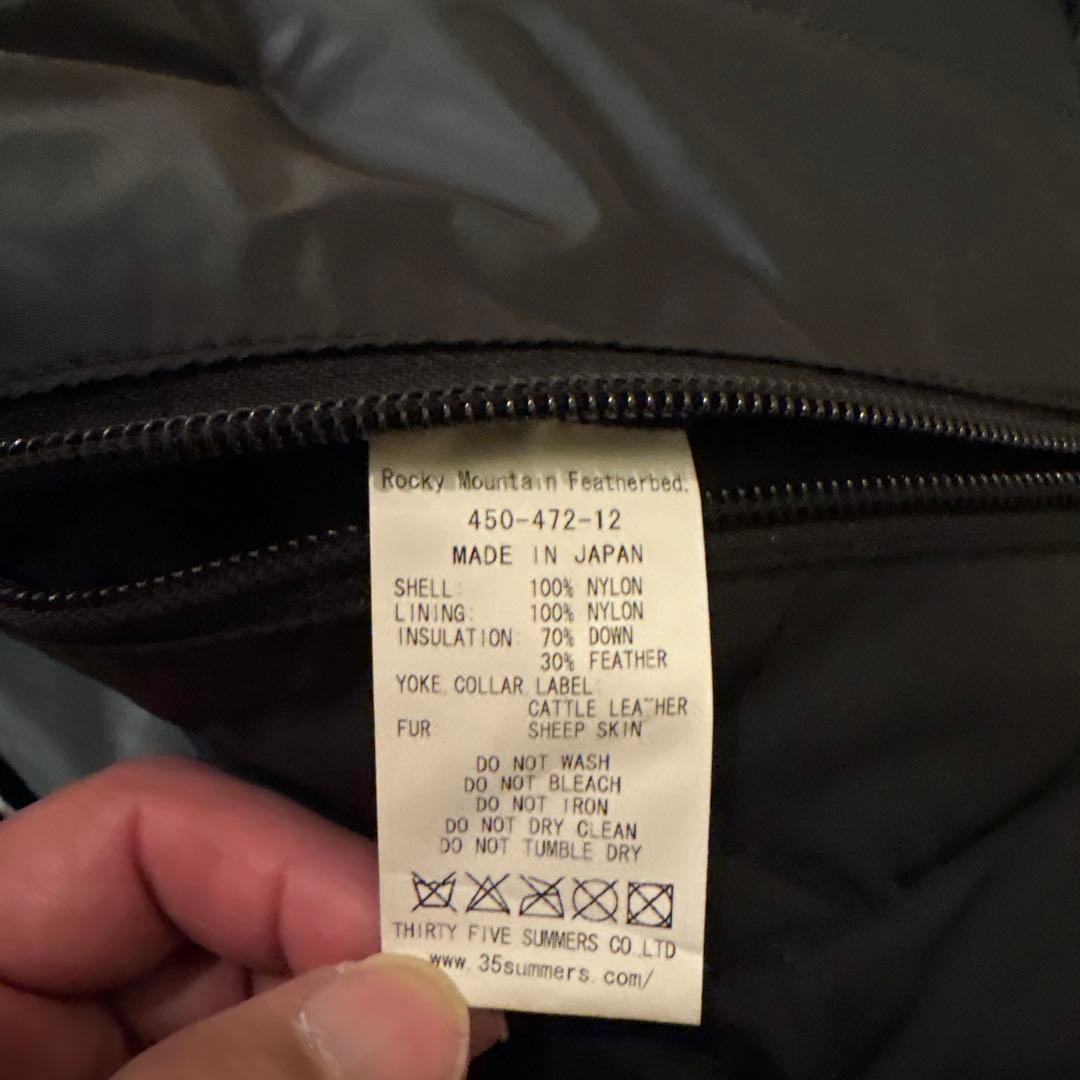 Rocky Mountain Featherbed.
450-472-12
MADE IN JAPAN
SHELL: 100% NYLON
LINING: 100% NYLON
INSULATION: 70% DOWN
30% FEATHER
YOKE, COLLAR, LABEL:
CATTLE LEATHER
FUR: SHEEP SKIN
DO NOT WASH
DO NOT BLEACH
DO NOT IRON
DO NOT DRY CLEAN
DO NOT TUMBLE DRY
THIRTY FIVE SUMMERS CO.,LTD
www.35summers.com/